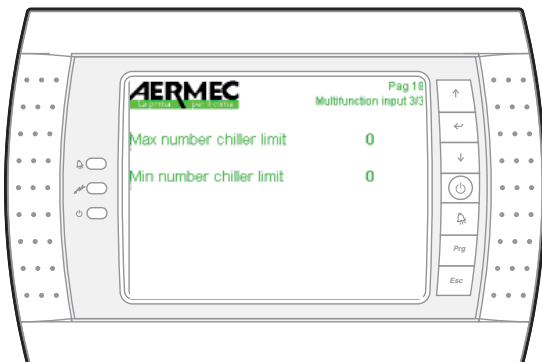 AERMEC
Pag 18
Multifunction input 3/3
Max number chiller limit 0
Min number chiller limit 0
Prg
Esc